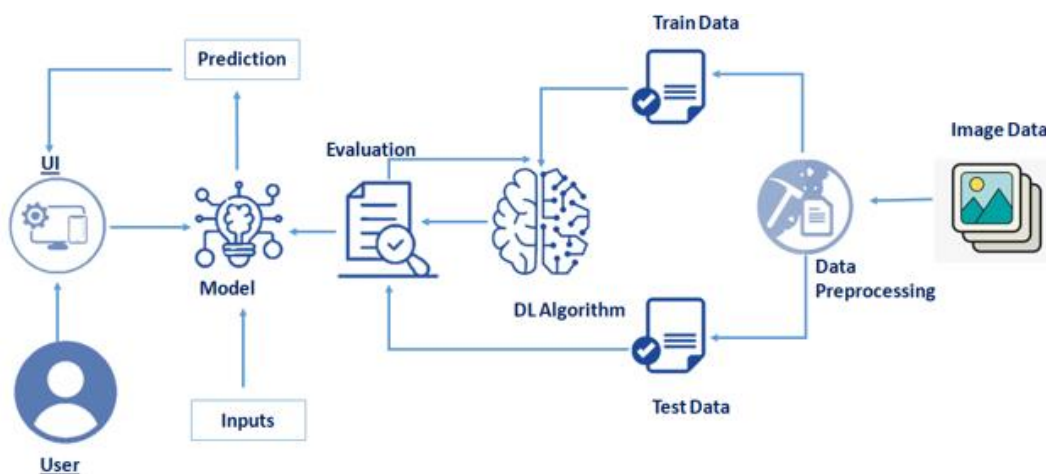 Train Data
Prediction
Image Data
Evaluation
UI
Data
Preprocessing
Model
DL Algorithm
Test Data
Inputs
User